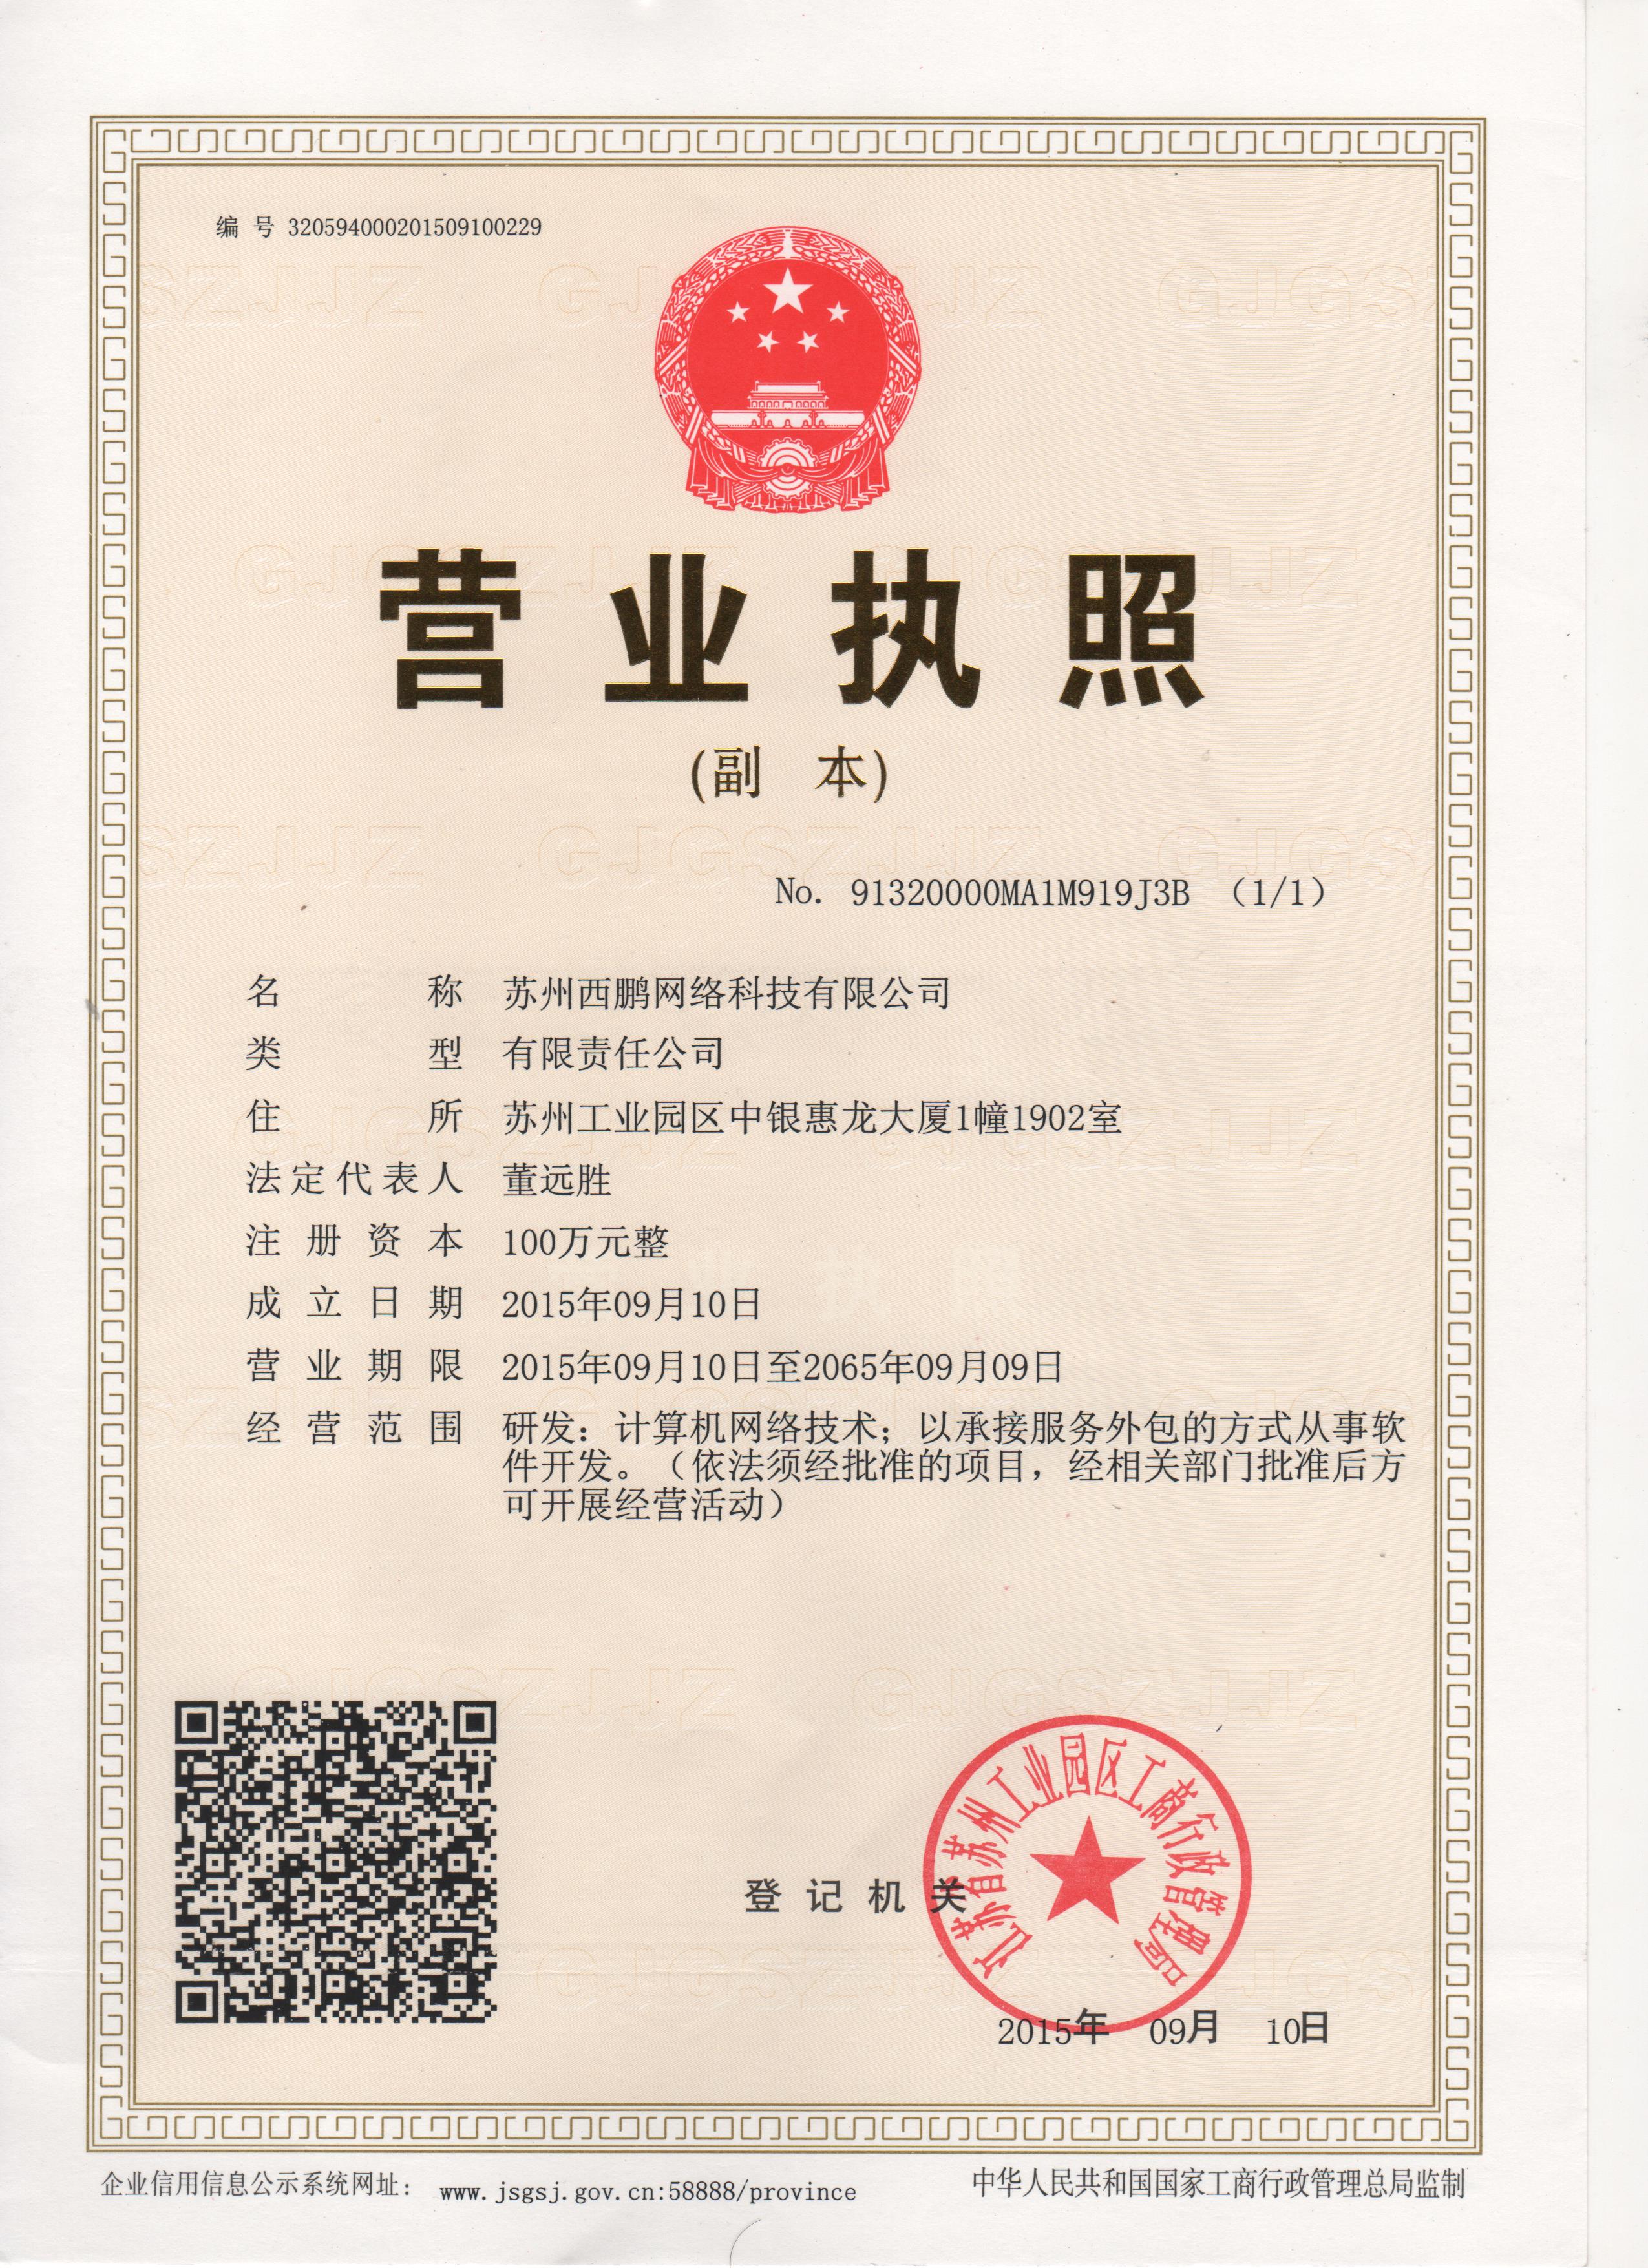 编 号 320594000201509100229
营业执照
(副 本)
No. 91320000MA1M919J3B （1/1）
名 称 苏州西鹏网络科技有限公司
类 型 有限责任公司
住 所 苏州工业园区中银惠龙大厦1幢1902室
法定代表人 董远胜
注册资本 100万元整
成立日期 2015年09月10日
营业期限 2015年09月10日至2065年09月09日
经营范围 研发：计算机网络技术；以承接服务外包的方式从事软
件开发。（依法须经批准的项目，经相关部门批准后方
可开展经营活动）
江苏省苏州工业园区工商行政管理局
登记机关
2015年 09月 10日
企业信用信息公示系统网址： www.jsgsj.gov.cn:58888/province
中华人民共和国国家工商行政管理总局监制